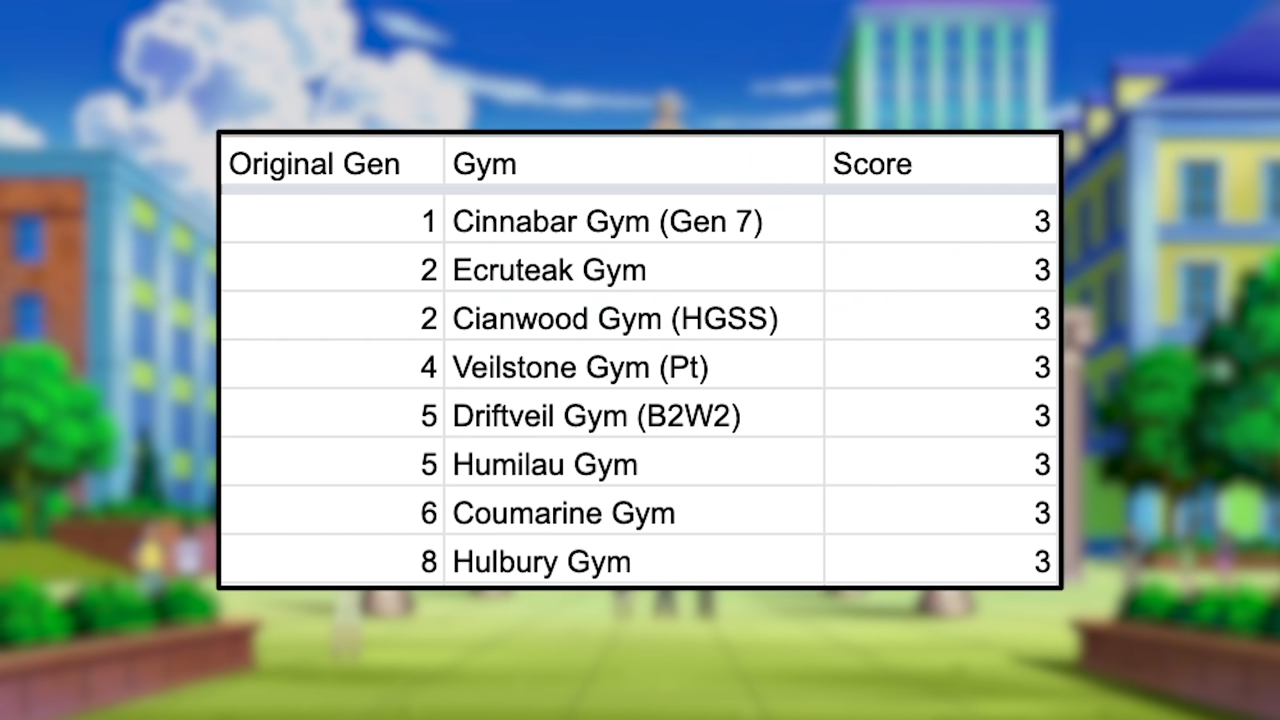 Original Gen Gym Score
1 Cinnabar Gym (Gen 7) 3
2 Ecruteak Gym 3
2 Cianwood Gym (HGSS) 3
4 Veilstone Gym (Pt) 3
5 Driftveil Gym (B2W2) 3
5 Humilau Gym 3
6 Coumarine Gym 3
8 Hulbury Gym 3